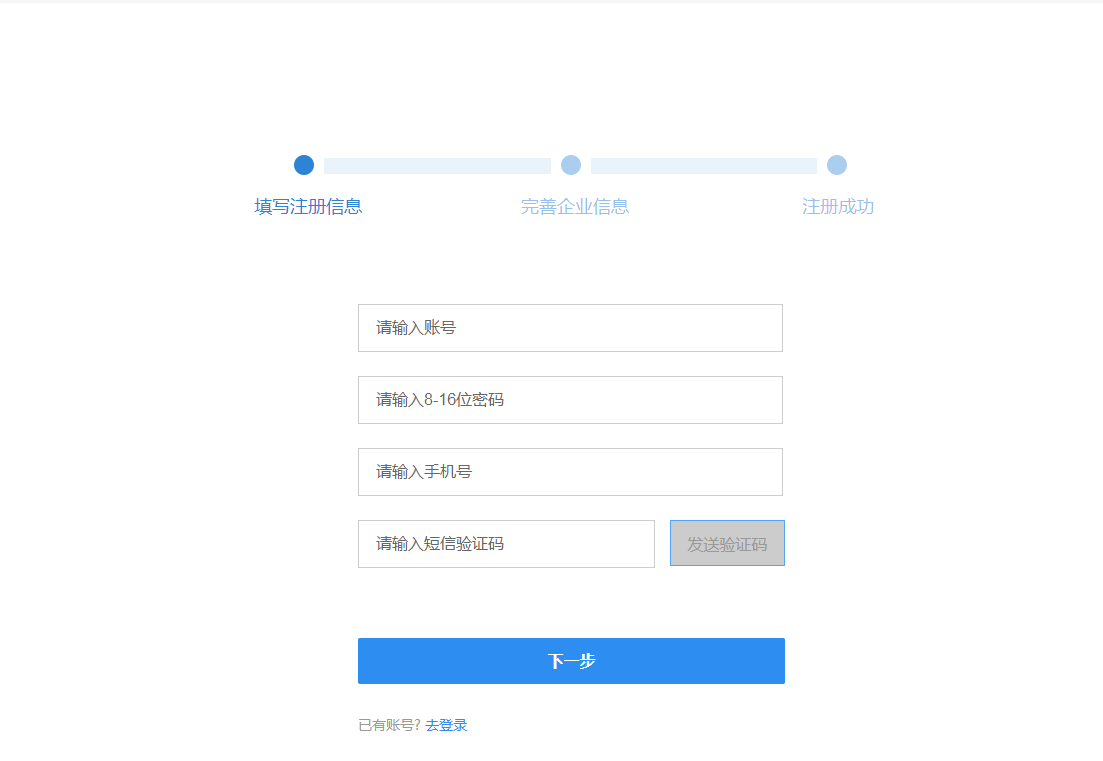 填写注册信息 完善企业信息 注册成功
请输入账号
请输入8-16位密码
请输入手机号
请输入短信验证码 发送验证码
下一步
已有账号? 去登录